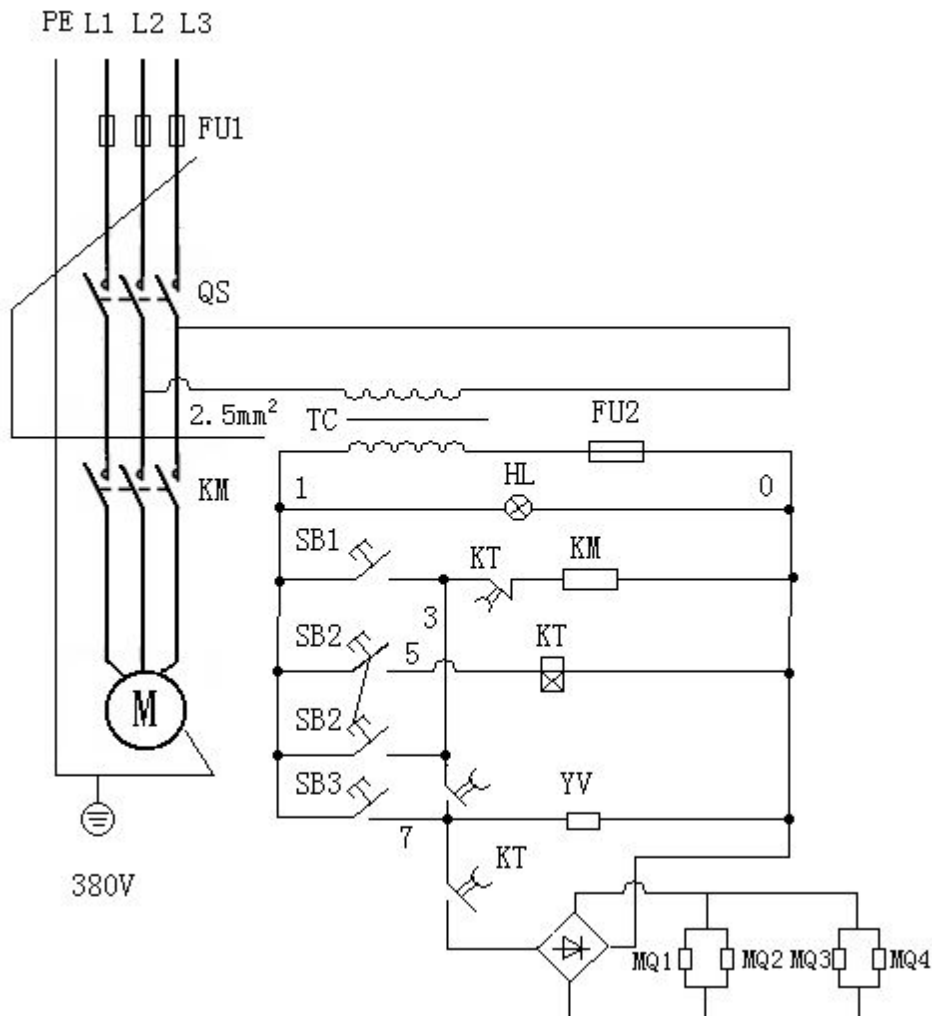 PE L1 L2 L3
FU1
QS
2.5mm²
TC
FU2
HL
1
0
KM
SB1
KT
KM
3
SB2
5
KT
M
SB2
SB3
YV
7
KT
380V
MQ1
MQ2
MQ3
MQ4